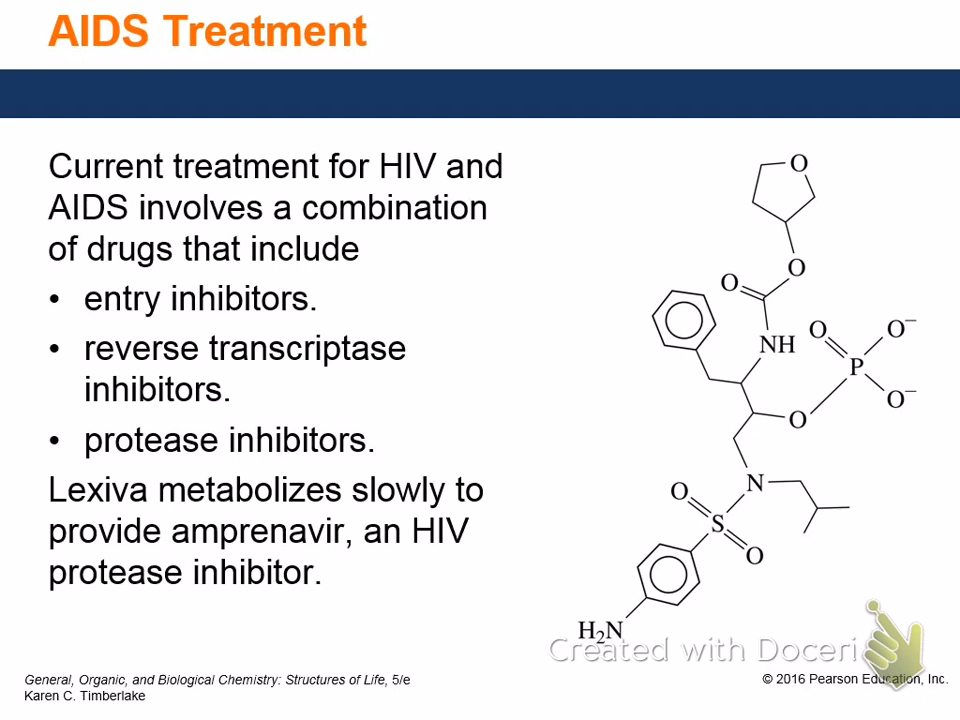 AIDS Treatment
Current treatment for HIV and
AIDS involves a combination
of drugs that include
• entry inhibitors.
• reverse transcriptase
inhibitors.
• protease inhibitors.
Lexiva metabolizes slowly to
provide amprenavir, an HIV
protease inhibitor.
O
O
O
NH
O
O⁻
P
O⁻
O
N
O
S
O
H₂N
Created with Doceri
General, Organic, and Biological Chemistry: Structures of Life, 5/e
Karen C. Timberlake
© 2016 Pearson Education, Inc.